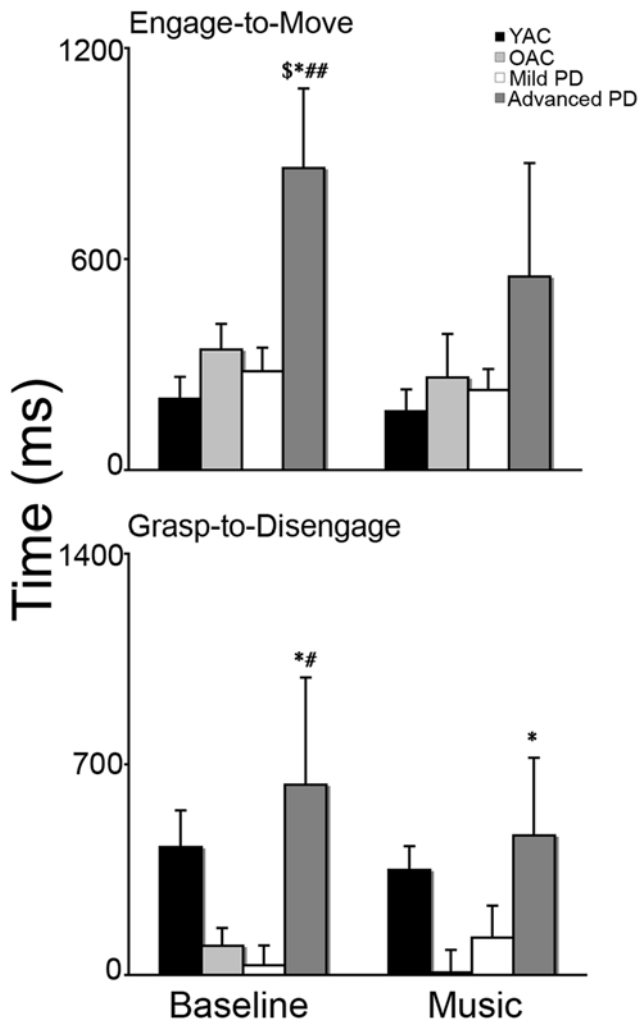 Engage-to-Move
YAC
OAC
Mild PD
Advanced PD
1200
$*##
600
0
Time (ms)
Grasp-to-Disengage
1400
*#
*
700
0
Baseline
Music